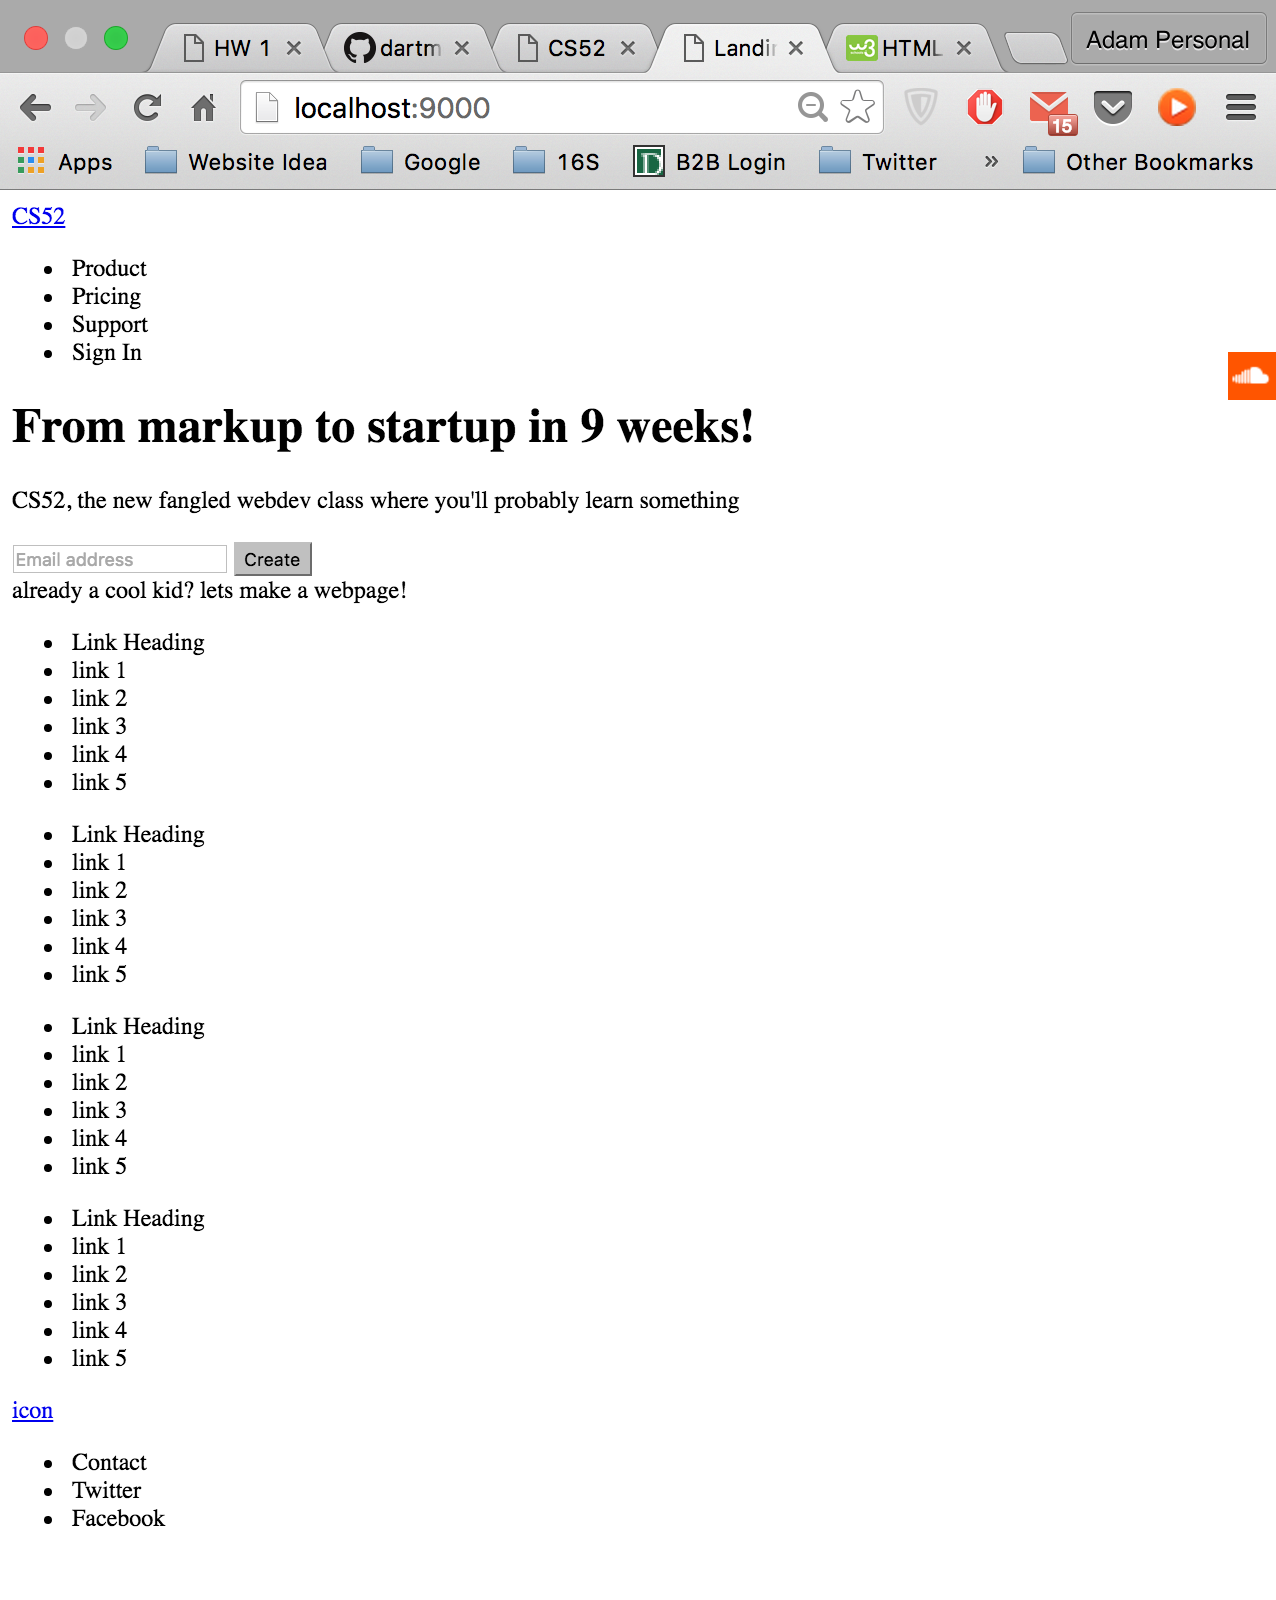 HW 1
dartm
CS52
Landin
HTML
Adam Personal
localhost:9000
15
Apps
Website Idea
Google
16S
B2B Login
Twitter
»
Other Bookmarks
CS52
Product
Pricing
Support
Sign In
From markup to startup in 9 weeks!
CS52, the new fangled webdev class where you'll probably learn something
Email address
Create
already a cool kid? lets make a webpage!
Link Heading
link 1
link 2
link 3
link 4
link 5
Link Heading
link 1
link 2
link 3
link 4
link 5
Link Heading
link 1
link 2
link 3
link 4
link 5
Link Heading
link 1
link 2
link 3
link 4
link 5
icon
Contact
Twitter
Facebook